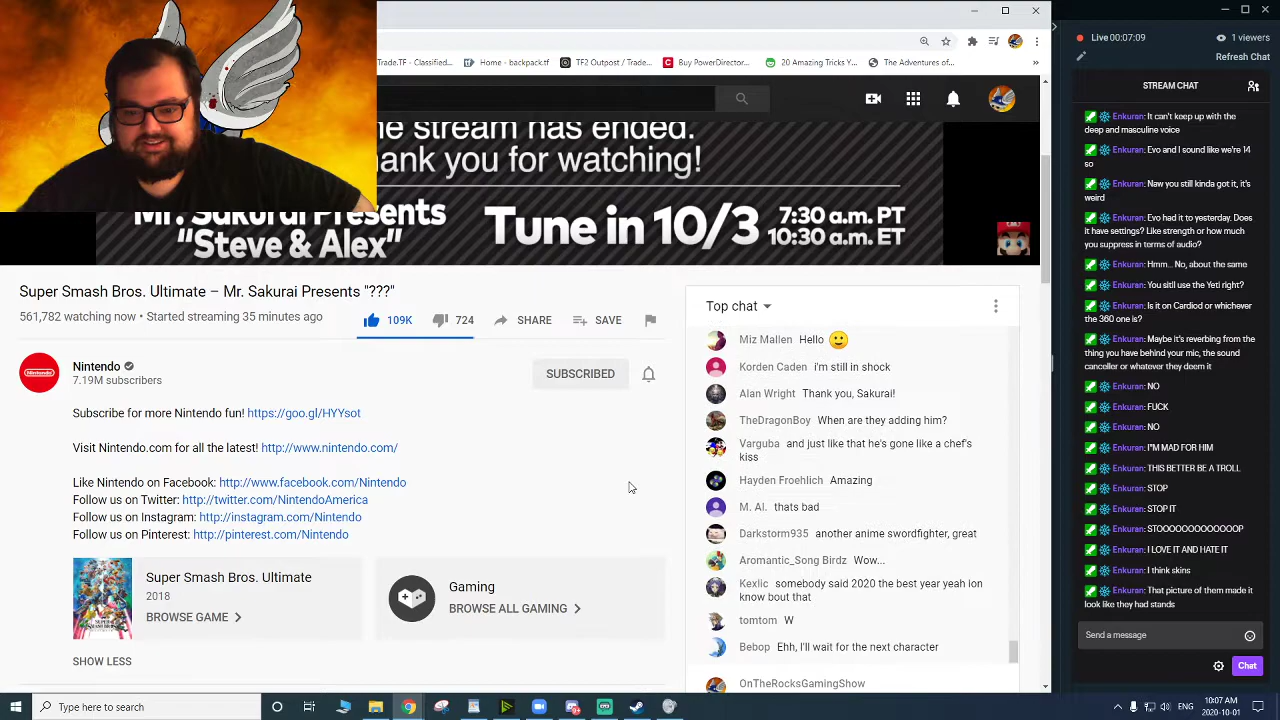 Live 00:07:09
1 viewers
Refresh Chat
Trade.TF - Classified...
Home - backpack.tf
TF2 Outpost / Trade...
Buy PowerDirector...
20 Amazing Tricks Y...
The Adventures of...
»
e stream has ended.
hank you for watching!
Mr. Sakurai Presents
"Steve & Alex"
Tune in 10/3
7:30 a.m. PT
10:30 a.m. ET
Super Smash Bros. Ultimate – Mr. Sakurai Presents "???"
561,782 watching now • Started streaming 35 minutes ago
109K
724
SHARE
SAVE
Nintendo
Nintendo
7.19M subscribers
SUBSCRIBED
Subscribe for more Nintendo fun! https://goo.gl/HYYsot
Visit Nintendo.com for all the latest! http://www.nintendo.com/
Like Nintendo on Facebook: http://www.facebook.com/Nintendo
Follow us on Twitter: http://twitter.com/NintendoAmerica
Follow us on Instagram: http://instagram.com/Nintendo
Follow us on Pinterest: http://pinterest.com/Nintendo
Super Smash Bros. Ultimate
2018
BROWSE GAME
Gaming
BROWSE ALL GAMING
SHOW LESS
Top chat
Miz Mallen Hello
Korden Caden i'm still in shock
Alan Wright Thank you, Sakurai!
TheDragonBoy When are they adding him?
Varguba and just like that he's gone like a chef's
kiss
Hayden Froehlich Amazing
M. Al. thats bad
Darkstorm935 another anime swordfighter, great
Aromantic_Song Birdz Wow...
Kexlic somebody said 2020 the best year yeah ion
know bout that
tomtom W
Bebop Ehh, I'll wait for the next character
OnTheRocksGamingShow
STREAM CHAT
Enkuran: It can't keep up with the
deep and masculine voice
Enkuran: Evo and I sound like we're 14
so
Enkuran: Naw you still kinda got it, it's
weird
Enkuran: Evo had it to yesterday. Does
it have settings? Like strength or how much
you suppress in terms of audio?
Enkuran: Hmm... No, about the same
Enkuran: You sitll use the Yeti right?
Enkuran: Is it on Cardiod or whichever
the 360 one is?
Enkuran: Maybe it's reverbing from the
thing you have behind your mic, the sound
canceller or whatever they deem it
Enkuran: NO
Enkuran: FUCK
Enkuran: NO
Enkuran: I"M MAD FOR HIM
Enkuran: THIS BETTER BE A TROLL
Enkuran: STOP
Enkuran: STOP IT
Enkuran: STOOOOOOOOOOOOP
Enkuran: I LOVE IT AND HATE IT
Enkuran: I think skins
Enkuran: That picture of them made it
look like they had stands
Send a message
Chat
Type here to search
ENG
10:07 AM
2020-10-01